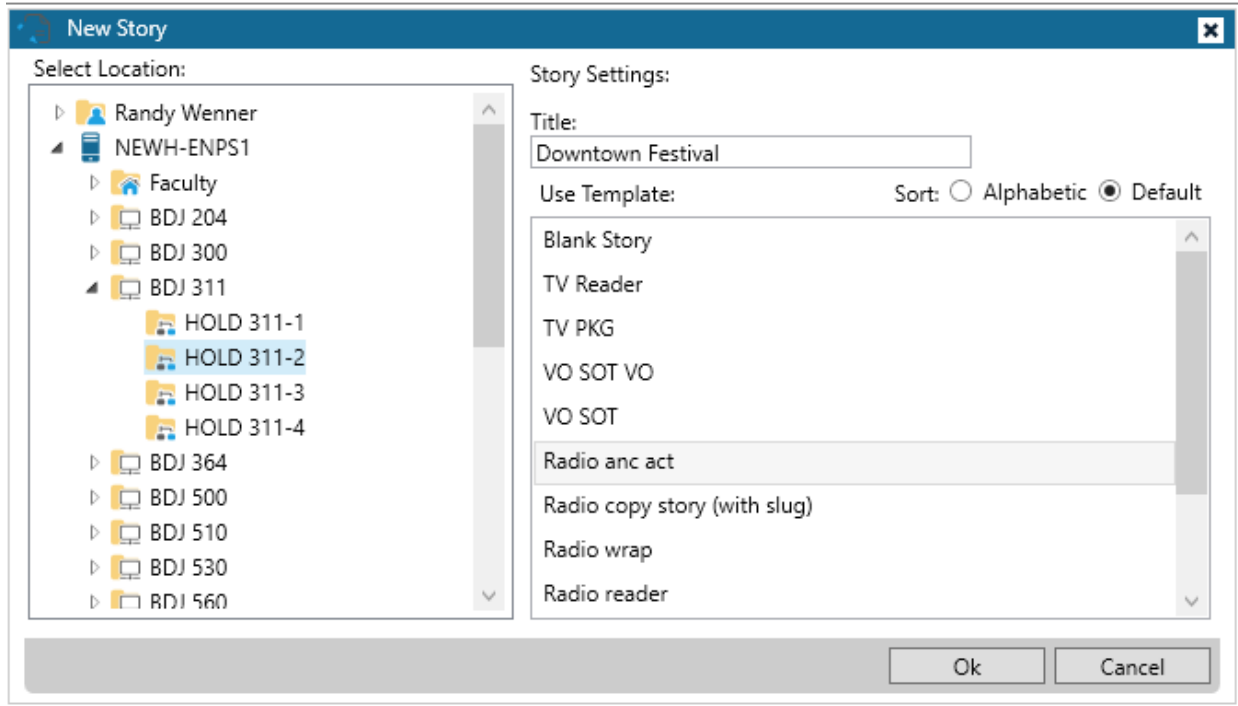 New Story
Select Location:
Randy Wenner
NEWH-ENPS1
Faculty
BDJ 204
BDJ 300
BDJ 311
HOLD 311-1
HOLD 311-2
HOLD 311-3
HOLD 311-4
BDJ 364
BDJ 500
BDJ 510
BDJ 530
BDJ 560
Story Settings:
Title:
Downtown Festival
Use Template: Sort: Alphabetic Default
Blank Story
TV Reader
TV PKG
VO SOT VO
VO SOT
Radio anc act
Radio copy story (with slug)
Radio wrap
Radio reader
Ok Cancel